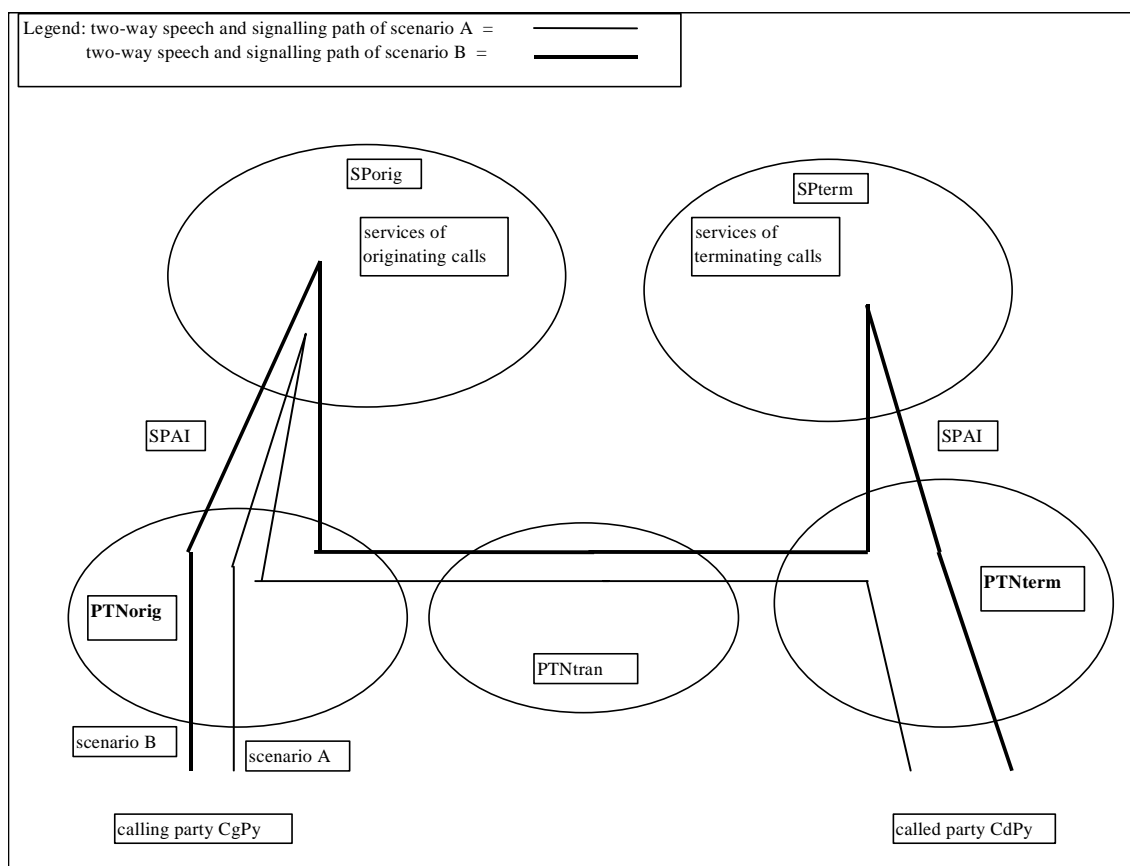 Legend: two-way speech and signalling path of scenario A =
two-way speech and signalling path of scenario B =
SPorig
SPterm
services of
originating calls
services of
terminating calls
SPAI
SPAI
PTNorig
PTNterm
PTNtran
scenario B
scenario A
calling party CgPy
called party CdPy